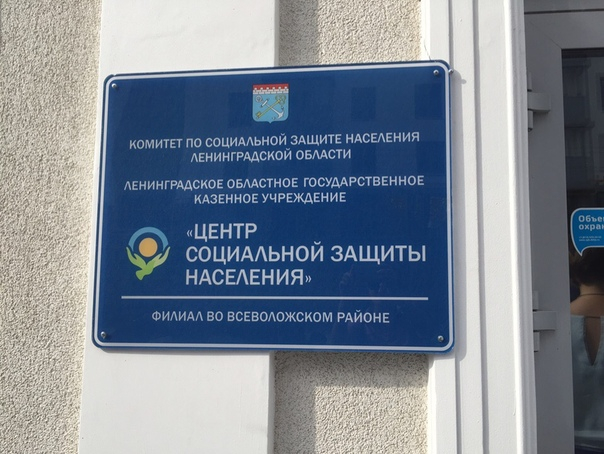 КОМИТЕТ ПО СОЦИАЛЬНОЙ ЗАЩИТЕ НАСЕЛЕНИЯ
ЛЕНИНГРАДСКОЙ ОБЛАСТИ
ЛЕНИНГРАДСКОЕ ОБЛАСТНОЕ ГОСУДАРСТВЕННОЕ
КАЗЕННОЕ УЧРЕЖДЕНИЕ
«ЦЕНТР
СОЦИАЛЬНОЙ ЗАЩИТЫ
НАСЕЛЕНИЯ»
ФИЛИАЛ ВО ВСЕВОЛОЖСКОМ РАЙОНЕ